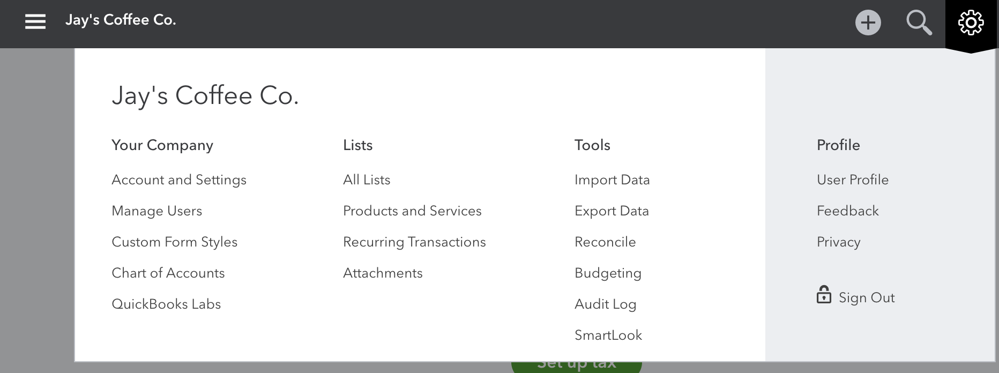 Jay's Coffee Co.
Jay's Coffee Co.
Your Company
Account and Settings
Manage Users
Custom Form Styles
Chart of Accounts
QuickBooks Labs
Lists
All Lists
Products and Services
Recurring Transactions
Attachments
Tools
Import Data
Export Data
Reconcile
Budgeting
Audit Log
SmartLook
Profile
User Profile
Feedback
Privacy
Sign Out
Set up tax